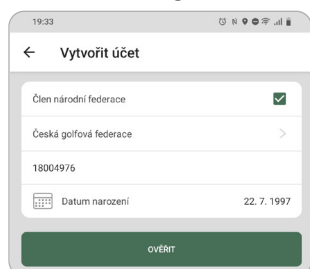 19:33
Vytvořit účet
Člen národní federace
Česká golfová federace
18004976
Datum narození 22. 7. 1997
OVĚŘIT